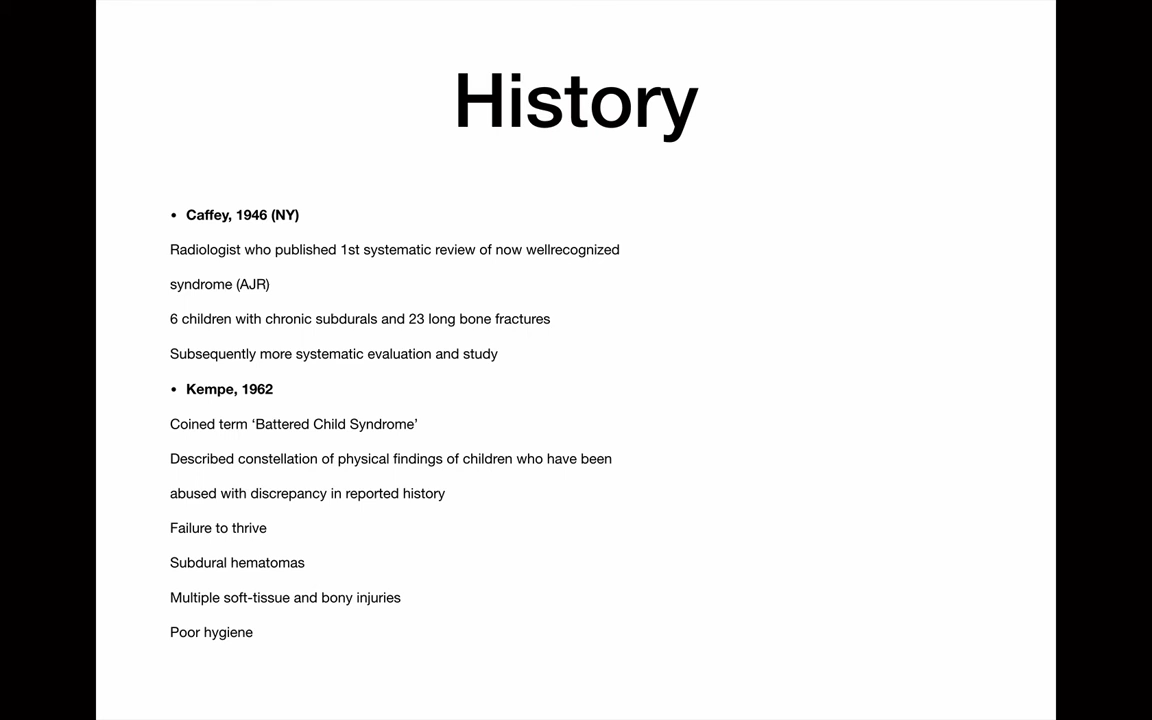 History
• Caffey, 1946 (NY)
Radiologist who published 1st systematic review of now wellrecognized
syndrome (AJR)
6 children with chronic subdurals and 23 long bone fractures
Subsequently more systematic evaluation and study
• Kempe, 1962
Coined term ‘Battered Child Syndrome’
Described constellation of physical findings of children who have been
abused with discrepancy in reported history
Failure to thrive
Subdural hematomas
Multiple soft-tissue and bony injuries
Poor hygiene